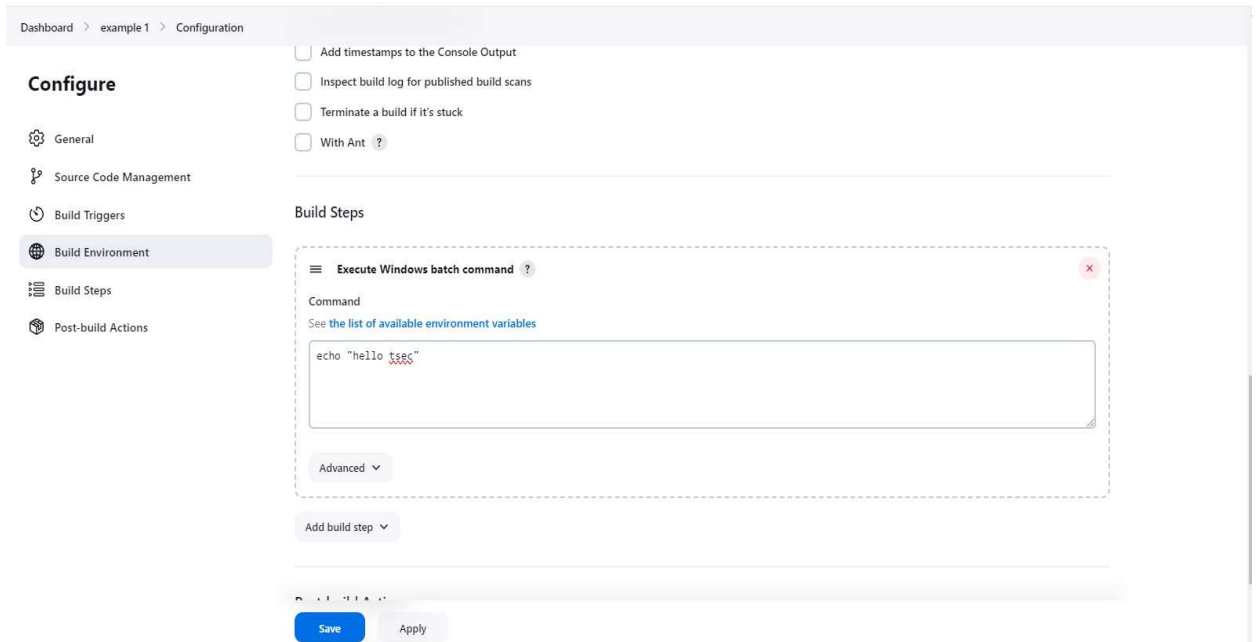 Dashboard > example 1 > Configuration
Configure
General
Source Code Management
Build Triggers
Build Environment
Build Steps
Post-build Actions
Add timestamps to the Console Output
Inspect build log for published build scans
Terminate a build if it's stuck
With Ant ?
Build Steps
Execute Windows batch command ?
Command
See the list of available environment variables
echo "hello tsec"
Advanced
Add build step
Save Apply